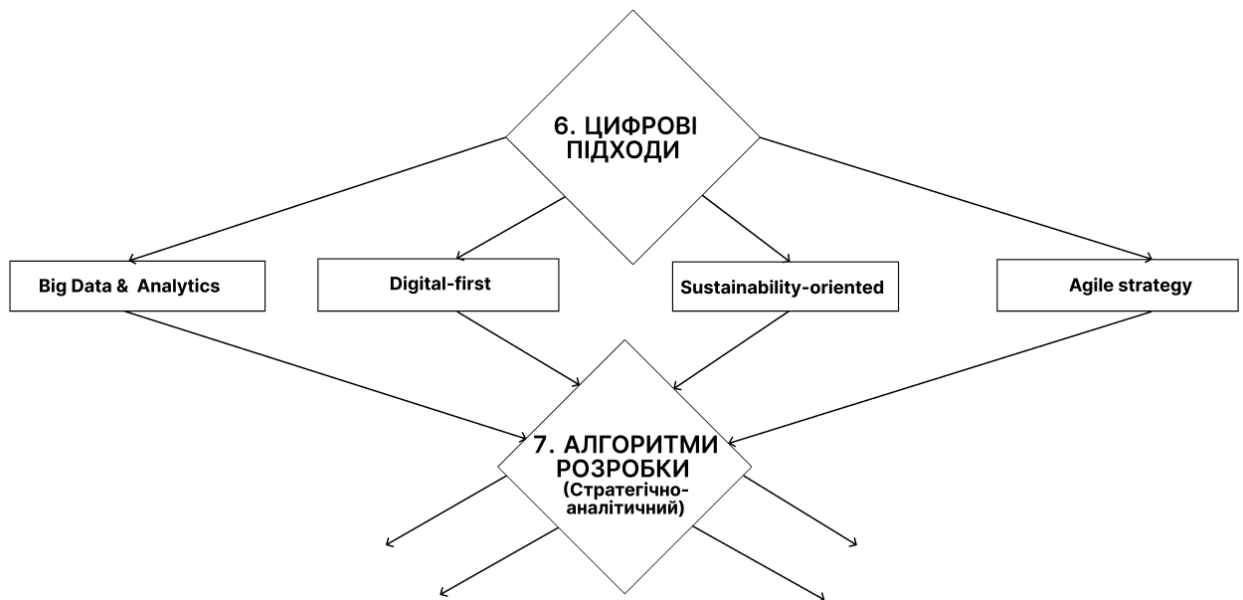 6. ЦИФРОВІ
ПІДХОДИ
Big Data & Analytics
Digital-first
Sustainability-oriented
Agile strategy
7. АЛГОРИТМИ
РОЗРОБКИ
(Стратегічно-
аналітичний)